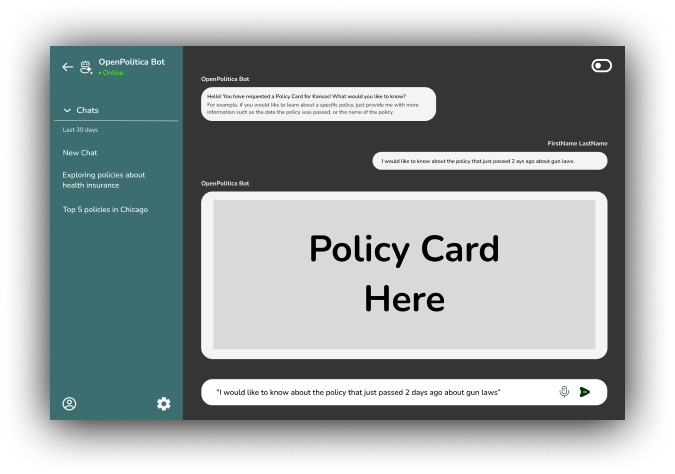 OpenPolitica Bot
• Online
Chats
Last 30 days
New Chat
Exploring policies about
health insurance
Top 5 policies in Chicago
OpenPolitica Bot
Hello! You have requested a Policy Card for Kansas! What would you like to know?
For example, if you would like to learn about a specific policy, just provide me with more
information such as the date the policy was passed, or the name of the policy.
FirstName LastName
I would like to know about the policy that just passed 2 ays ago about gun laws.
OpenPolitica Bot
Policy Card
Here
“I would like to know about the policy that just passed 2 days ago about gun laws”